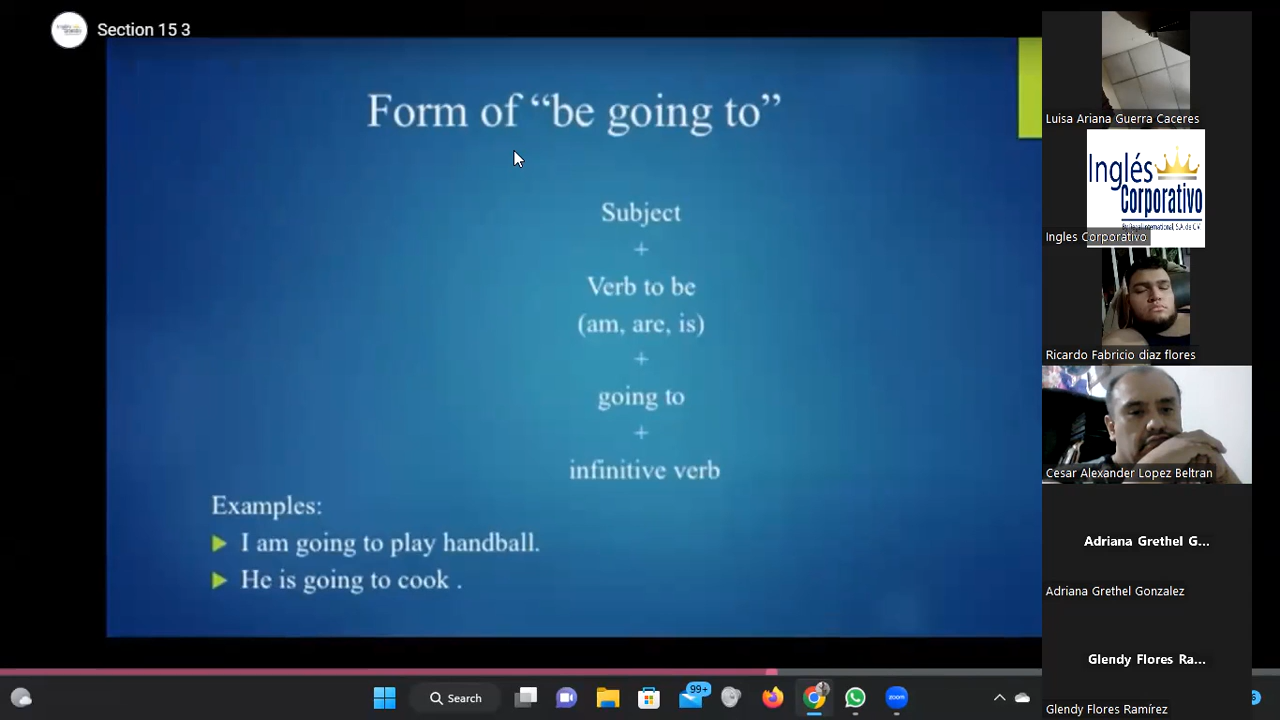 Section 15 3
Form of “be going to”
Subject
+
Verb to be
(am, are, is)
+
going to
+
infinitive verb
Examples:
I am going to play handball.
He is going to cook .
Luisa Ariana Guerra Caceres
Inglés
Corporativo
Ingles Corporativo
Ricardo Fabricio diaz flores
Cesar Alexander Lopez Beltran
Adriana Grethel G...
Adriana Grethel Gonzalez
Glendy Flores Ra...
Glendy Flores Ramírez
Search
99+
zoom